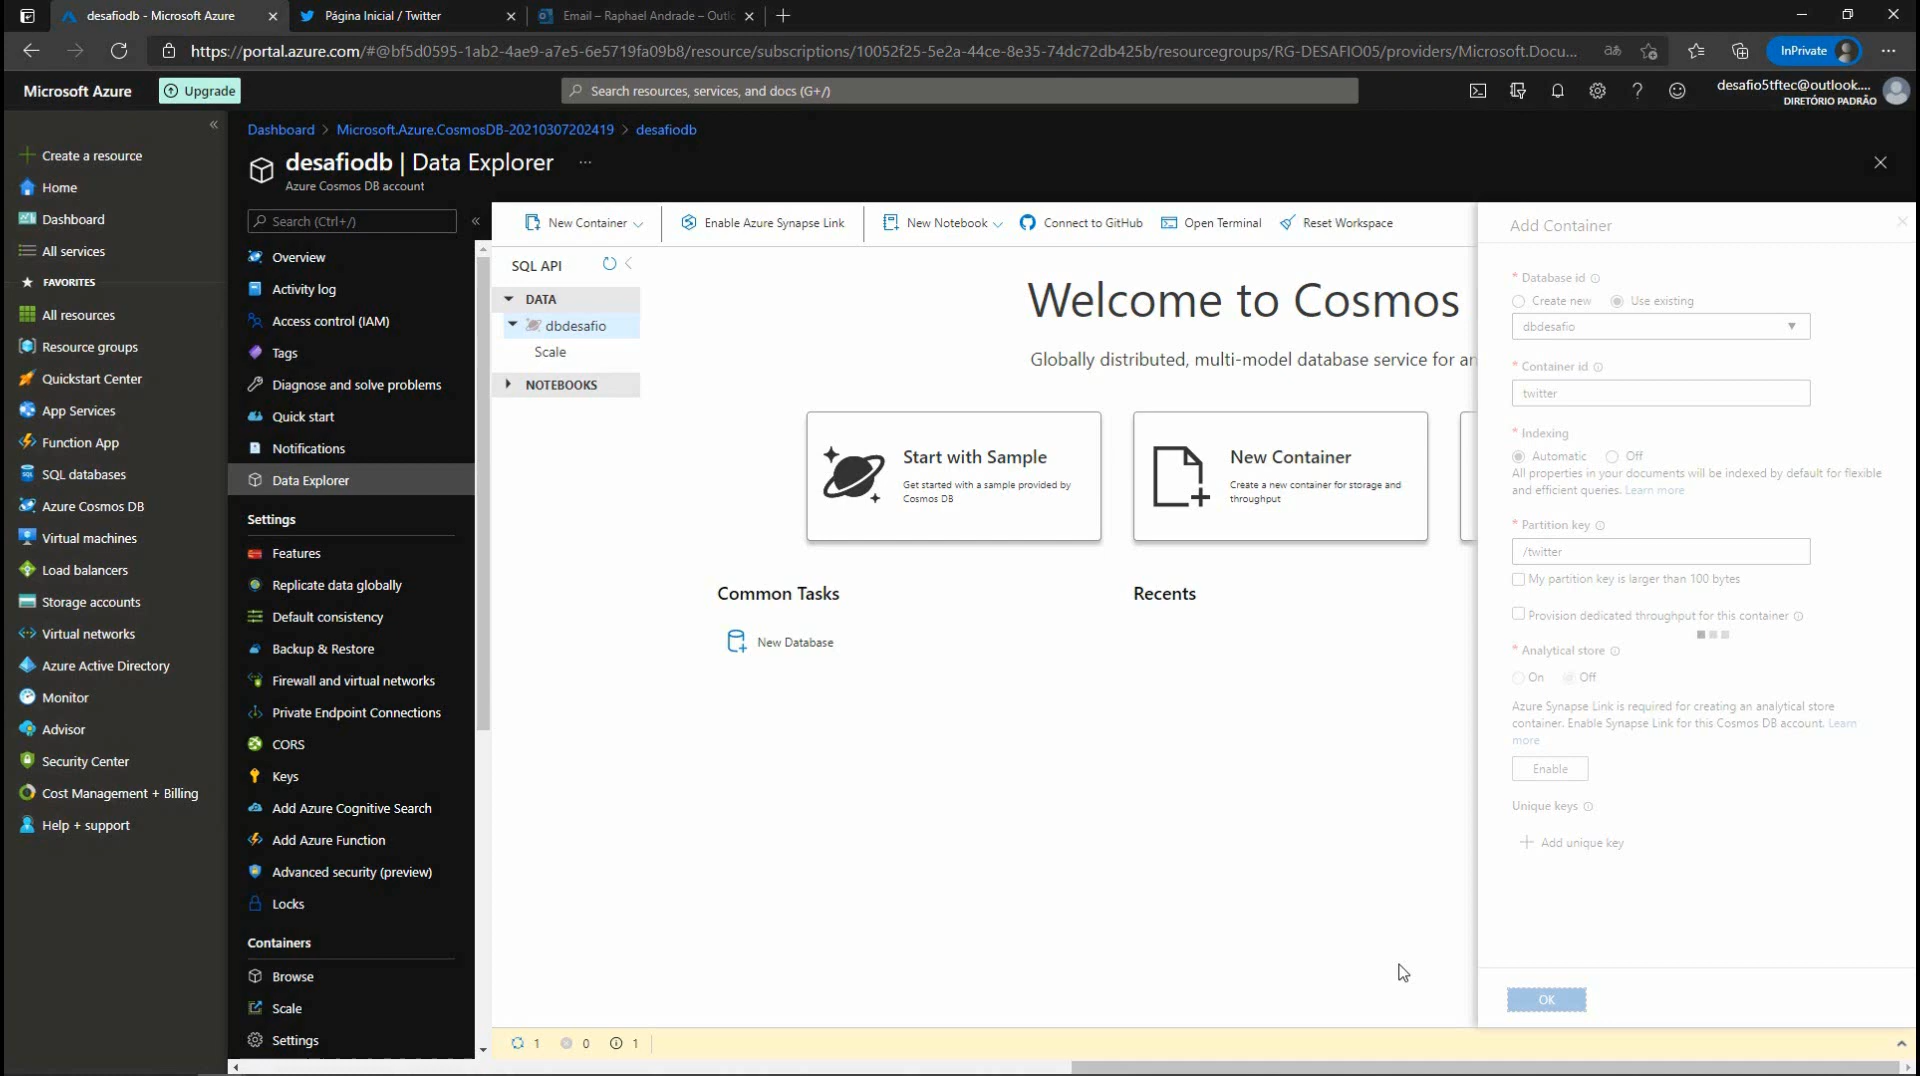 desafiodb - Microsoft Azure
Página Inicial / Twitter
Email – Raphael Andrade – Outl
https://portal.azure.com/#@bf5d0595-1ab2-4ae9-a7e5-6e5719fa09b8/resource/subscriptions/10052f25-5e2a-44ce-8e35-74dc72db425b/resourcegroups/RG-DESAFIO05/providers/Microsoft.Docu...
InPrivate
Microsoft Azure
Upgrade
Search resources, services, and docs (G+/)
desafio5tftec@outlook....
DIRETÓRIO PADRÃO
Create a resource
Home
Dashboard
All services
FAVORITES
All resources
Resource groups
Quickstart Center
App Services
Function App
SQL databases
Azure Cosmos DB
Virtual machines
Load balancers
Storage accounts
Virtual networks
Azure Active Directory
Monitor
Advisor
Security Center
Cost Management + Billing
Help + support
Dashboard > Microsoft.Azure.CosmosDB-20210307202419 > desafiodb
desafiodb | Data Explorer ...
Azure Cosmos DB account
Search (Ctrl+/)
Overview
Activity log
Access control (IAM)
Tags
Diagnose and solve problems
Quick start
Notifications
Data Explorer
Settings
Features
Replicate data globally
Default consistency
Backup & Restore
Firewall and virtual networks
Private Endpoint Connections
CORS
Keys
Add Azure Cognitive Search
Add Azure Function
Advanced security (preview)
Locks
Containers
Browse
Scale
Settings
New Container
Enable Azure Synapse Link
New Notebook
Connect to GitHub
Open Terminal
Reset Workspace
SQL API
DATA
dbdesafio
Scale
NOTEBOOKS
Welcome to Cosmos
Globally distributed, multi-model database service for an
Start with Sample
Get started with a sample provided by
Cosmos DB
New Container
Create a new container for storage and
throughput
Common Tasks
Recents
New Database
1 0 1
Add Container
* Database id
Create new Use existing
dbdesafio
* Container id
twitter
* Indexing
Automatic Off
All properties in your documents will be indexed by default for flexible
and efficient queries. Learn more
* Partition key
/twitter
My partition key is larger than 100 bytes
Provision dedicated throughput for this container
* Analytical store
On Off
Azure Synapse Link is required for creating an analytical store
container. Enable Synapse Link for this Cosmos DB account. Learn
more
Enable
Unique keys
Add unique key
OK